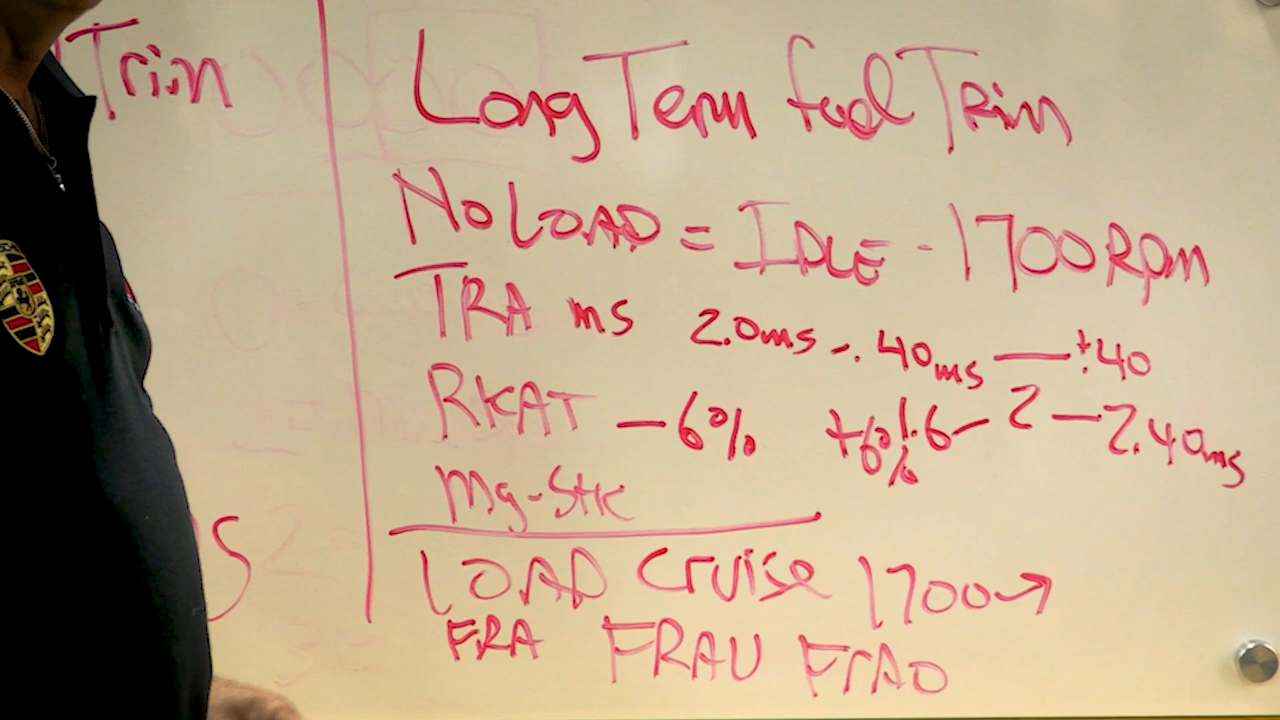 Trim
Long Term fuel Trim
No LOAD = IDLE - 1700 Rpm
TRA ms 2.0ms -.40ms — +.40
RKAT -6% +6% 1.6 - 2 - 2.40ms
mg-Stk
LOAD Cruise 1700→
FRA FRAU FrAO
S